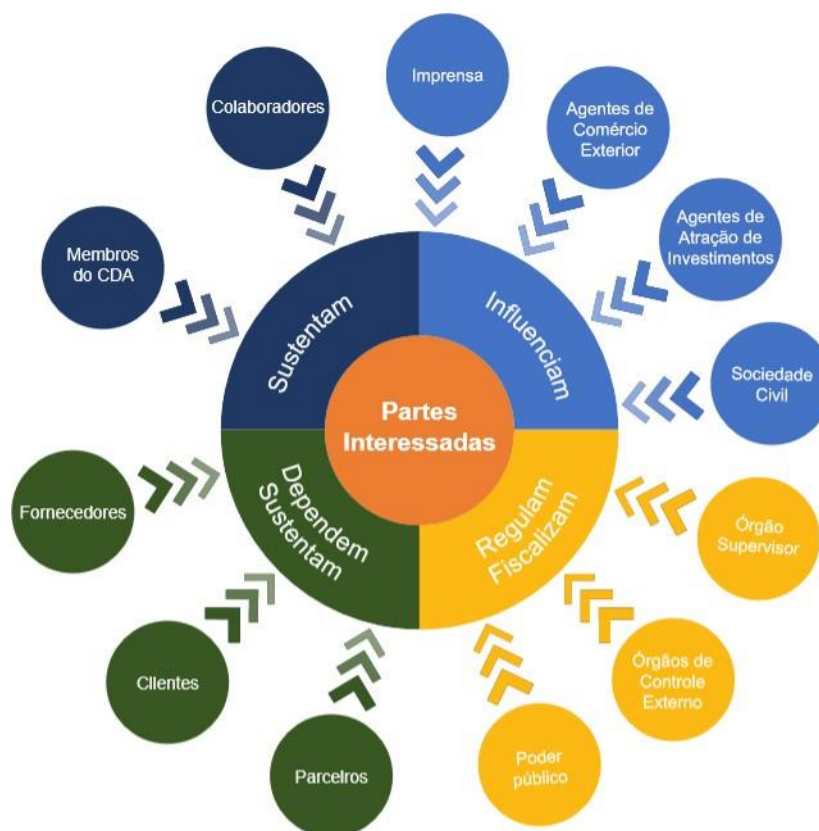 Imprensa
Colaboradores
Agentes de
Comércio
Exterior
Membros
do CDA
Agentes de
Atração de
Investimentos
Sustentam
Influenciam
Sociedade
Civil
Partes
Interessadas
Fornecedores
Dependem
Sustentam
Regulam
Fiscalizam
Órgão
Supervisor
Clientes
Órgãos de
Controle
Externo
Parceiros
Poder
público